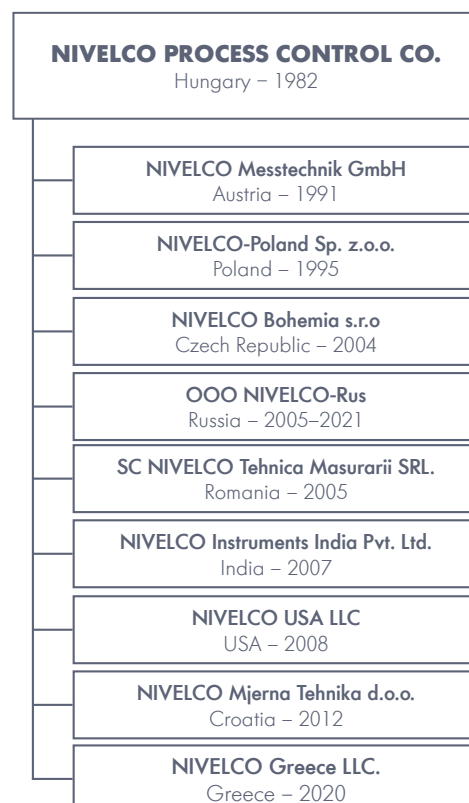 NIVELCO PROCESS CONTROL CO.
Hungary – 1982
NIVELCO Messtechnik GmbH
Austria – 1991
NIVELCO-Poland Sp. z.o.o.
Poland – 1995
NIVELCO Bohemia s.r.o
Czech Republic – 2004
OOO NIVELCO-Rus
Russia – 2005–2021
SC NIVELCO Tehnica Masurarii SRL.
Romania – 2005
NIVELCO Instruments India Pvt. Ltd.
India – 2007
NIVELCO USA LLC
USA – 2008
NIVELCO Mjerna Tehnika d.o.o.
Croatia – 2012
NIVELCO Greece LLC.
Greece – 2020